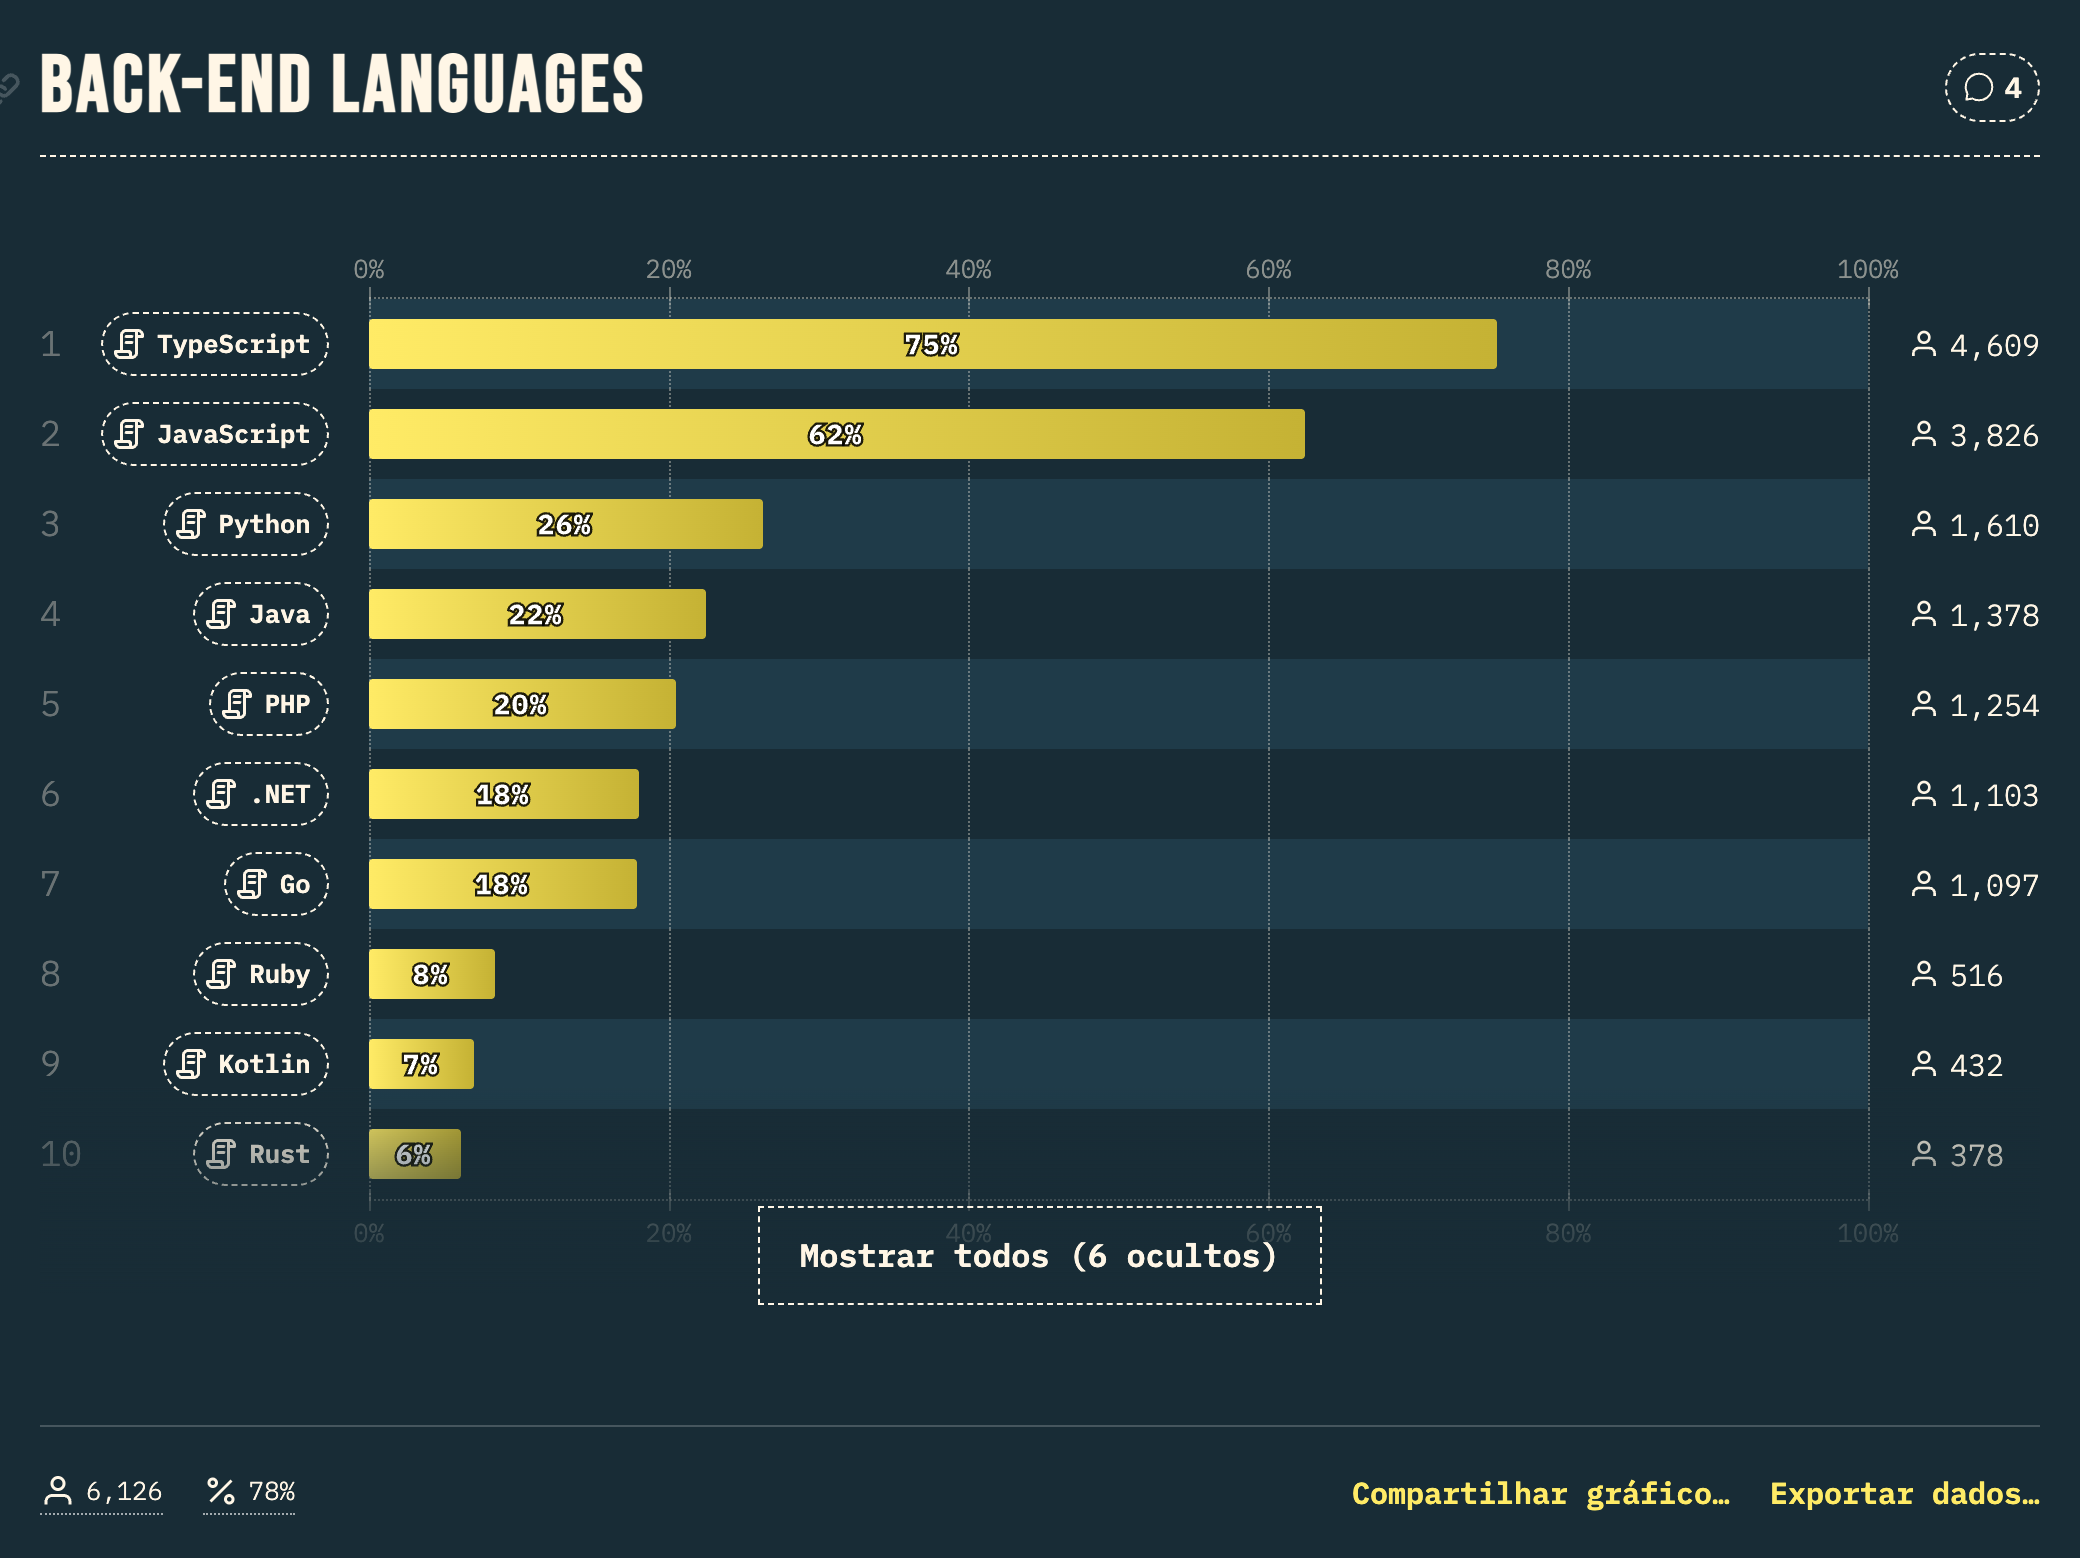 BACK-END LANGUAGES
4
0% 20% 40% 60% 80% 100%
1 TypeScript 75% 4,609
2 JavaScript 62% 3,826
3 Python 26% 1,610
4 Java 22% 1,378
5 PHP 20% 1,254
6 .NET 18% 1,103
7 Go 18% 1,097
8 Ruby 8% 516
9 Kotlin 7% 432
10 Rust 6% 378
0% 20% 40% 60% 80% 100%
Mostrar todos (6 ocultos)
6,126 % 78% Compartilhar gráfico… Exportar dados…